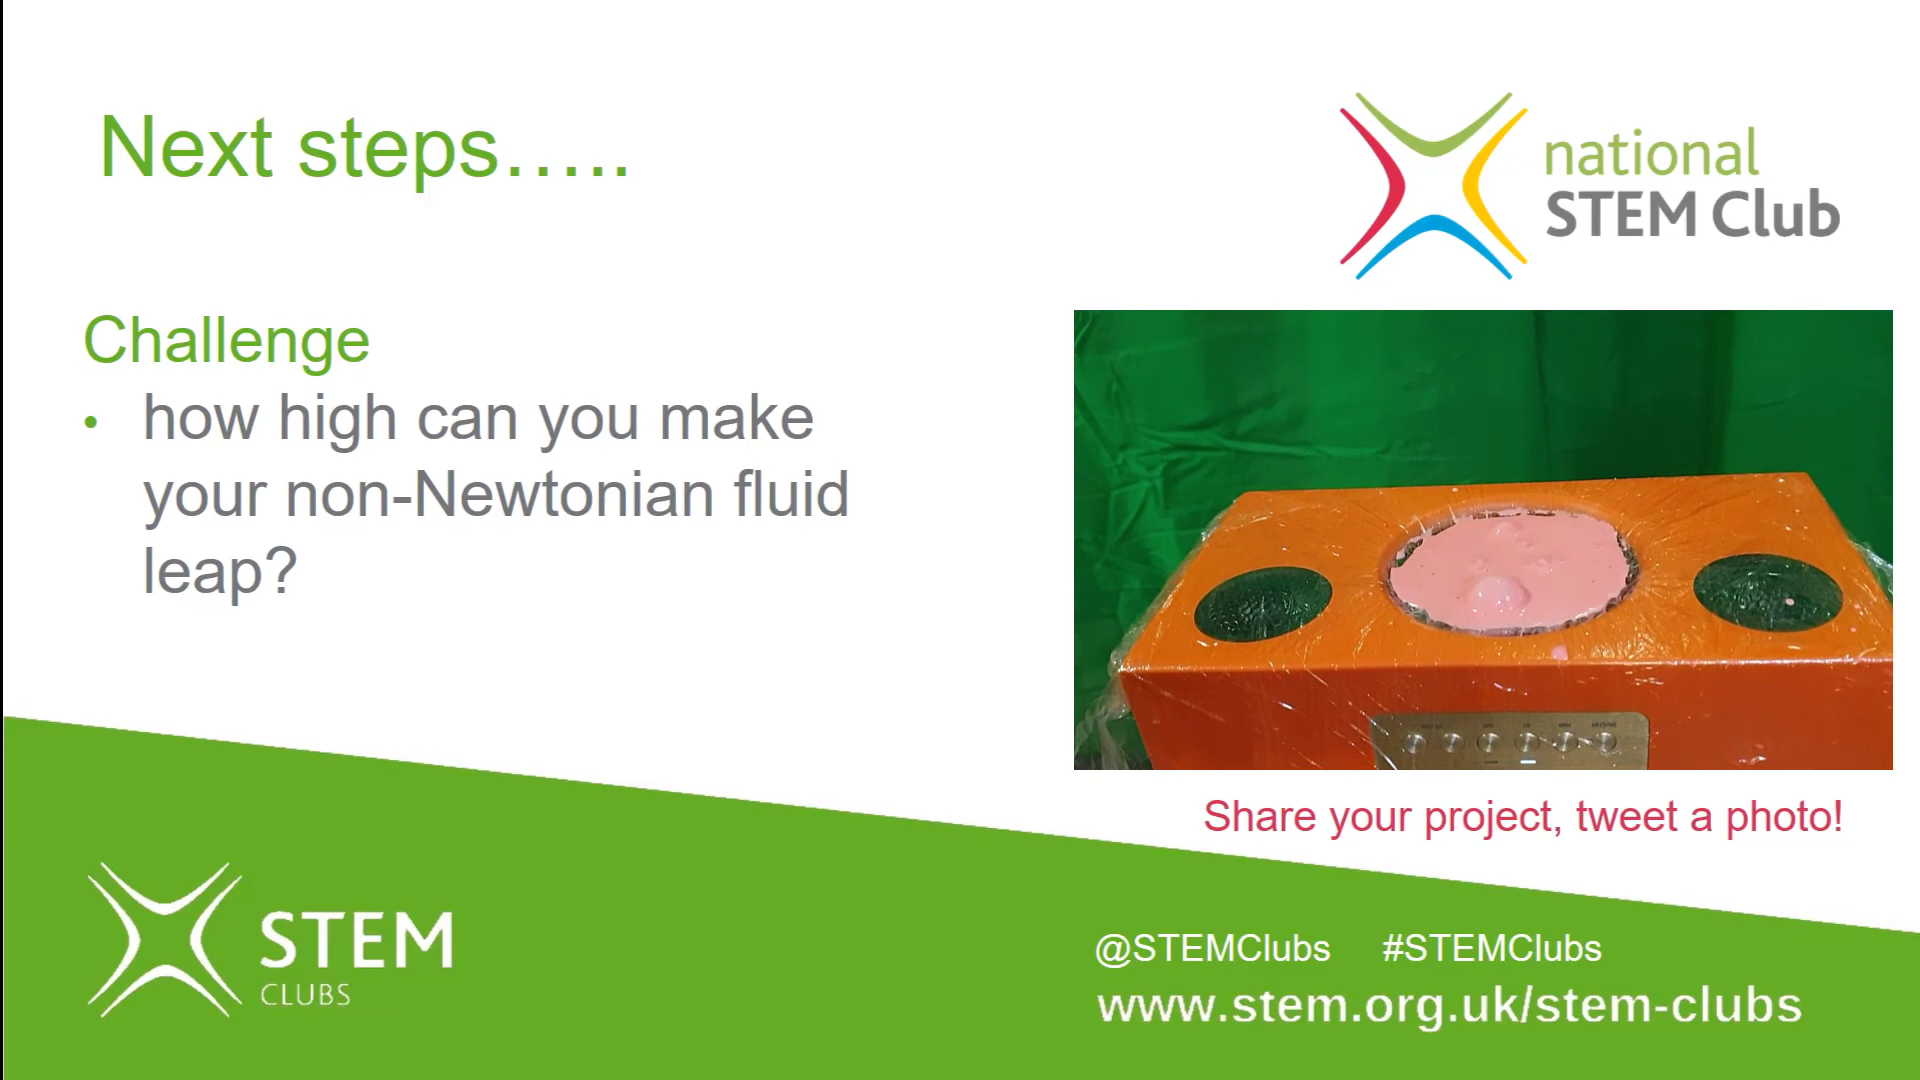 Next steps.....
national
STEM Club
Challenge
• how high can you make
your non-Newtonian fluid
leap?
Share your project, tweet a photo!
STEM
CLUBS
@STEMClubs #STEMClubs
www.stem.org.uk/stem-clubs